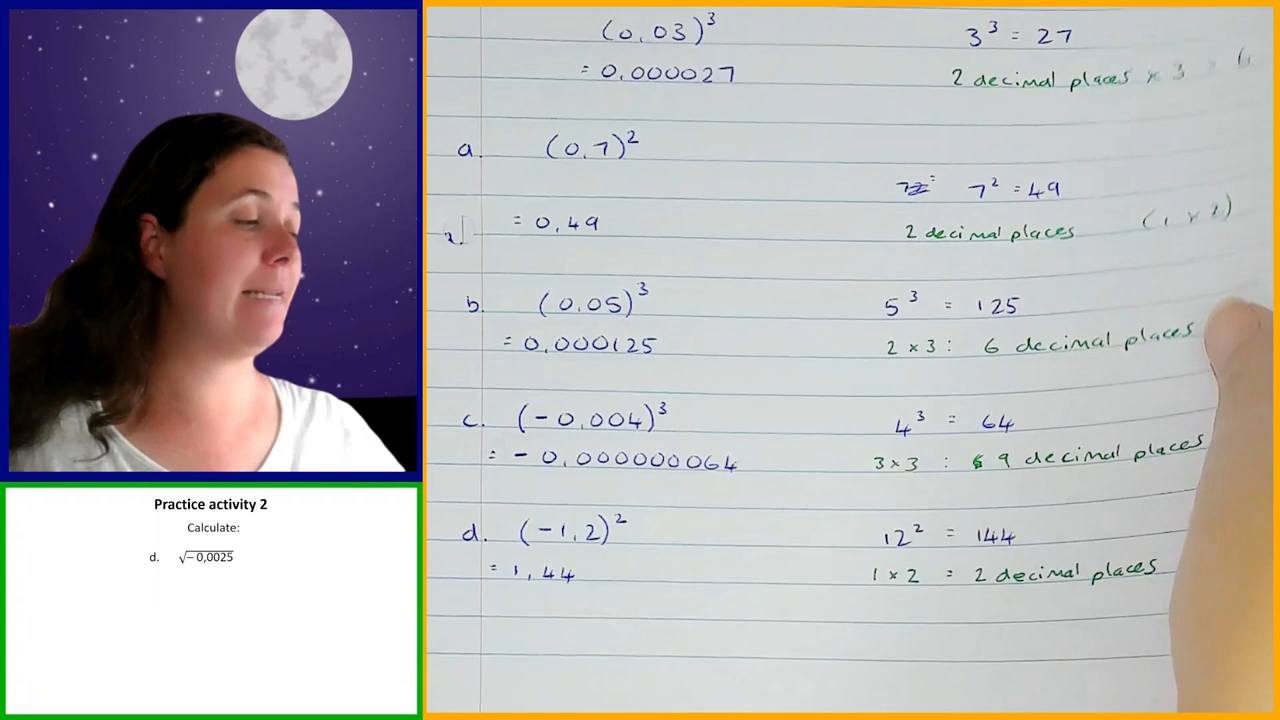 (0,03)³ 3³ = 27
= 0,000027 2 decimal places × 3 = 6
a. (0,7)²
7² = 49
= 0,49 2 decimal places (1 × 2)
b. (0,05)³ 5³ = 125
= 0,000125 2 × 3 : 6 decimal places
c. (-0,004)³ 4³ = 64
= - 0,000000064 3 × 3 : 9 decimal places
d. (-1,2)² 12² = 144
= 1,44 1 × 2 = 2 decimal places
Practice activity 2
Calculate:
d. √-0,0025